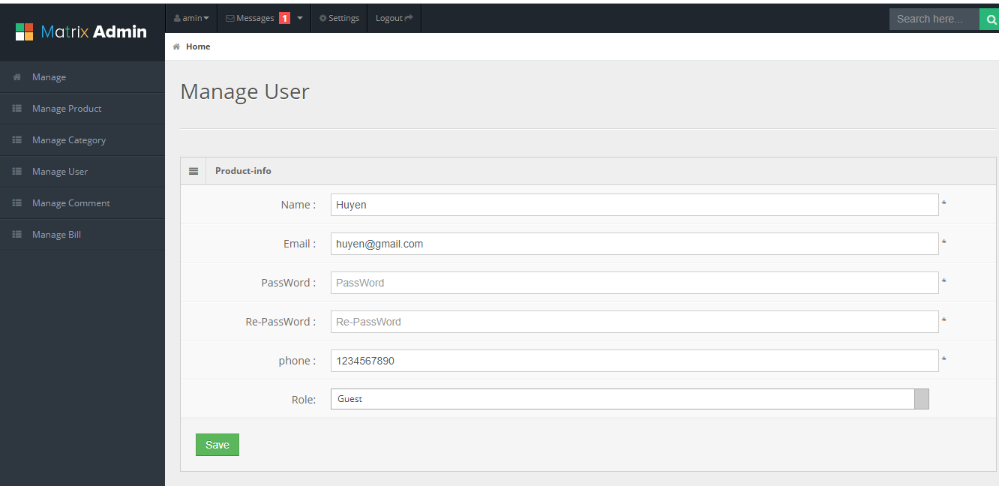 Matrix Admin
amin
Messages 1
Settings
Logout
Search here...
Home
Manage
Manage Product
Manage Category
Manage User
Manage Comment
Manage Bill
Manage User
Product-info
Name : Huyen *
Email : huyen@gmail.com *
PassWord : PassWord *
Re-PassWord : Re-PassWord *
phone : 1234567890 *
Role: Guest
Save